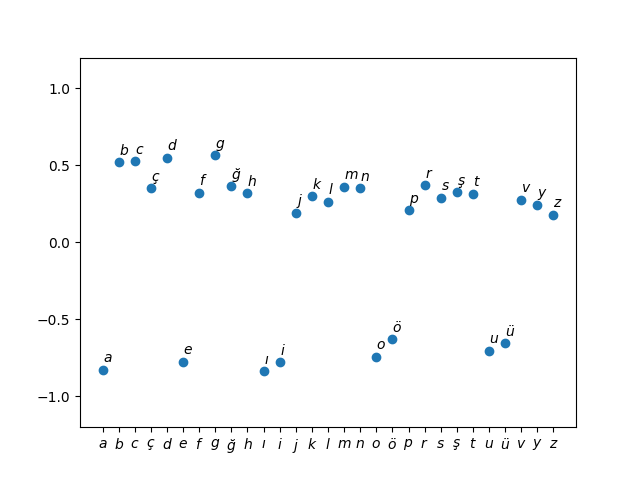 1.0
0.5
0.0
−0.5
−1.0
a
b
c
ç
d
e
f
g
ğ
h
ı
i
j
k
l
m
n
o
ö
p
r
s
ş
t
u
ü
v
y
z
a b c ç d e f g ğ h ı i j k l m n o ö p r s ş t u ü v y z